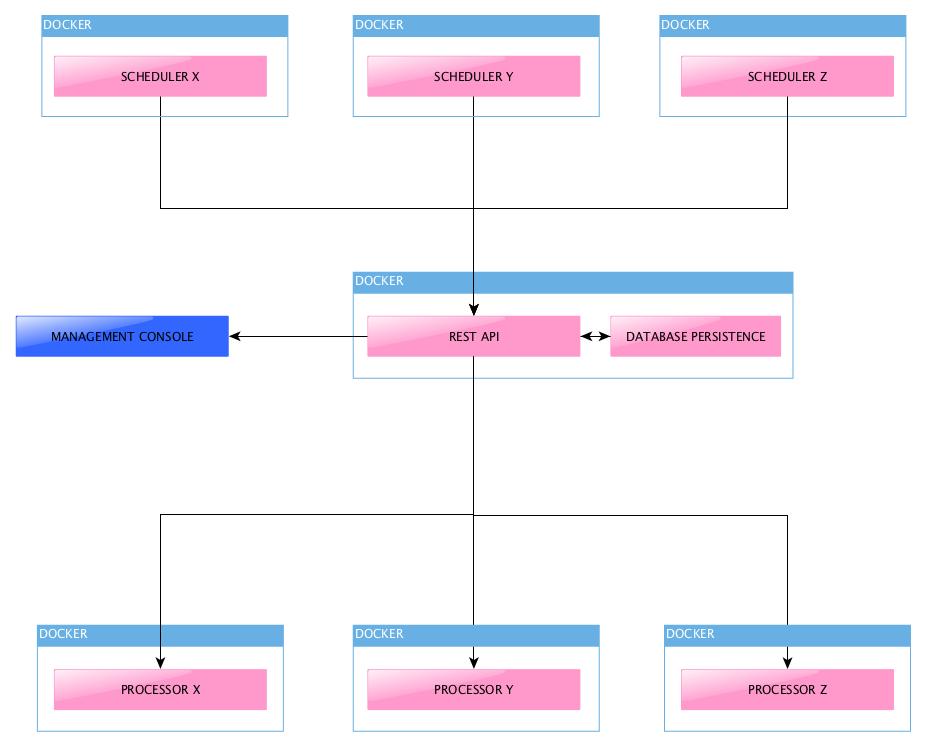 DOCKER
DOCKER
DOCKER
SCHEDULER X
SCHEDULER Y
SCHEDULER Z
DOCKER
MANAGEMENT CONSOLE
REST API
DATABASE PERSISTENCE
DOCKER
DOCKER
DOCKER
PROCESSOR X
PROCESSOR Y
PROCESSOR Z